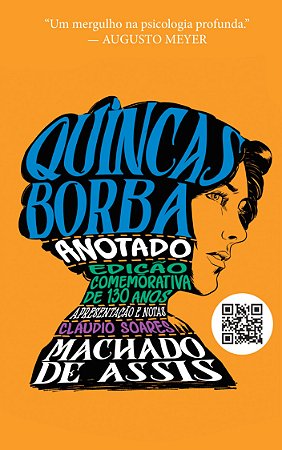 “Um mergulho na psicologia profunda.”
— AUGUSTO MEYER
QUINCAS
BORBA
ANOTADO
EDIÇÃO
COMEMORATIVA
DE 130 ANOS
APRESENTAÇÃO E NOTAS
CLAUDIO SOARES
MACHADO
DE ASSIS